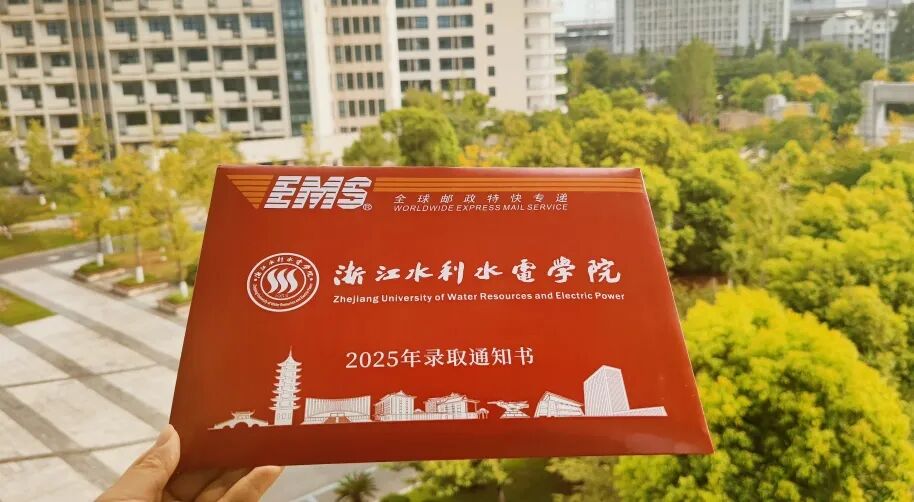 EMS®
全球邮政特快专递
WORLDWIDE EXPRESS MAIL SERVICE
浙江水利水電學院
Zhejiang University of Water Resources and Electric Power
2025年录取通知书